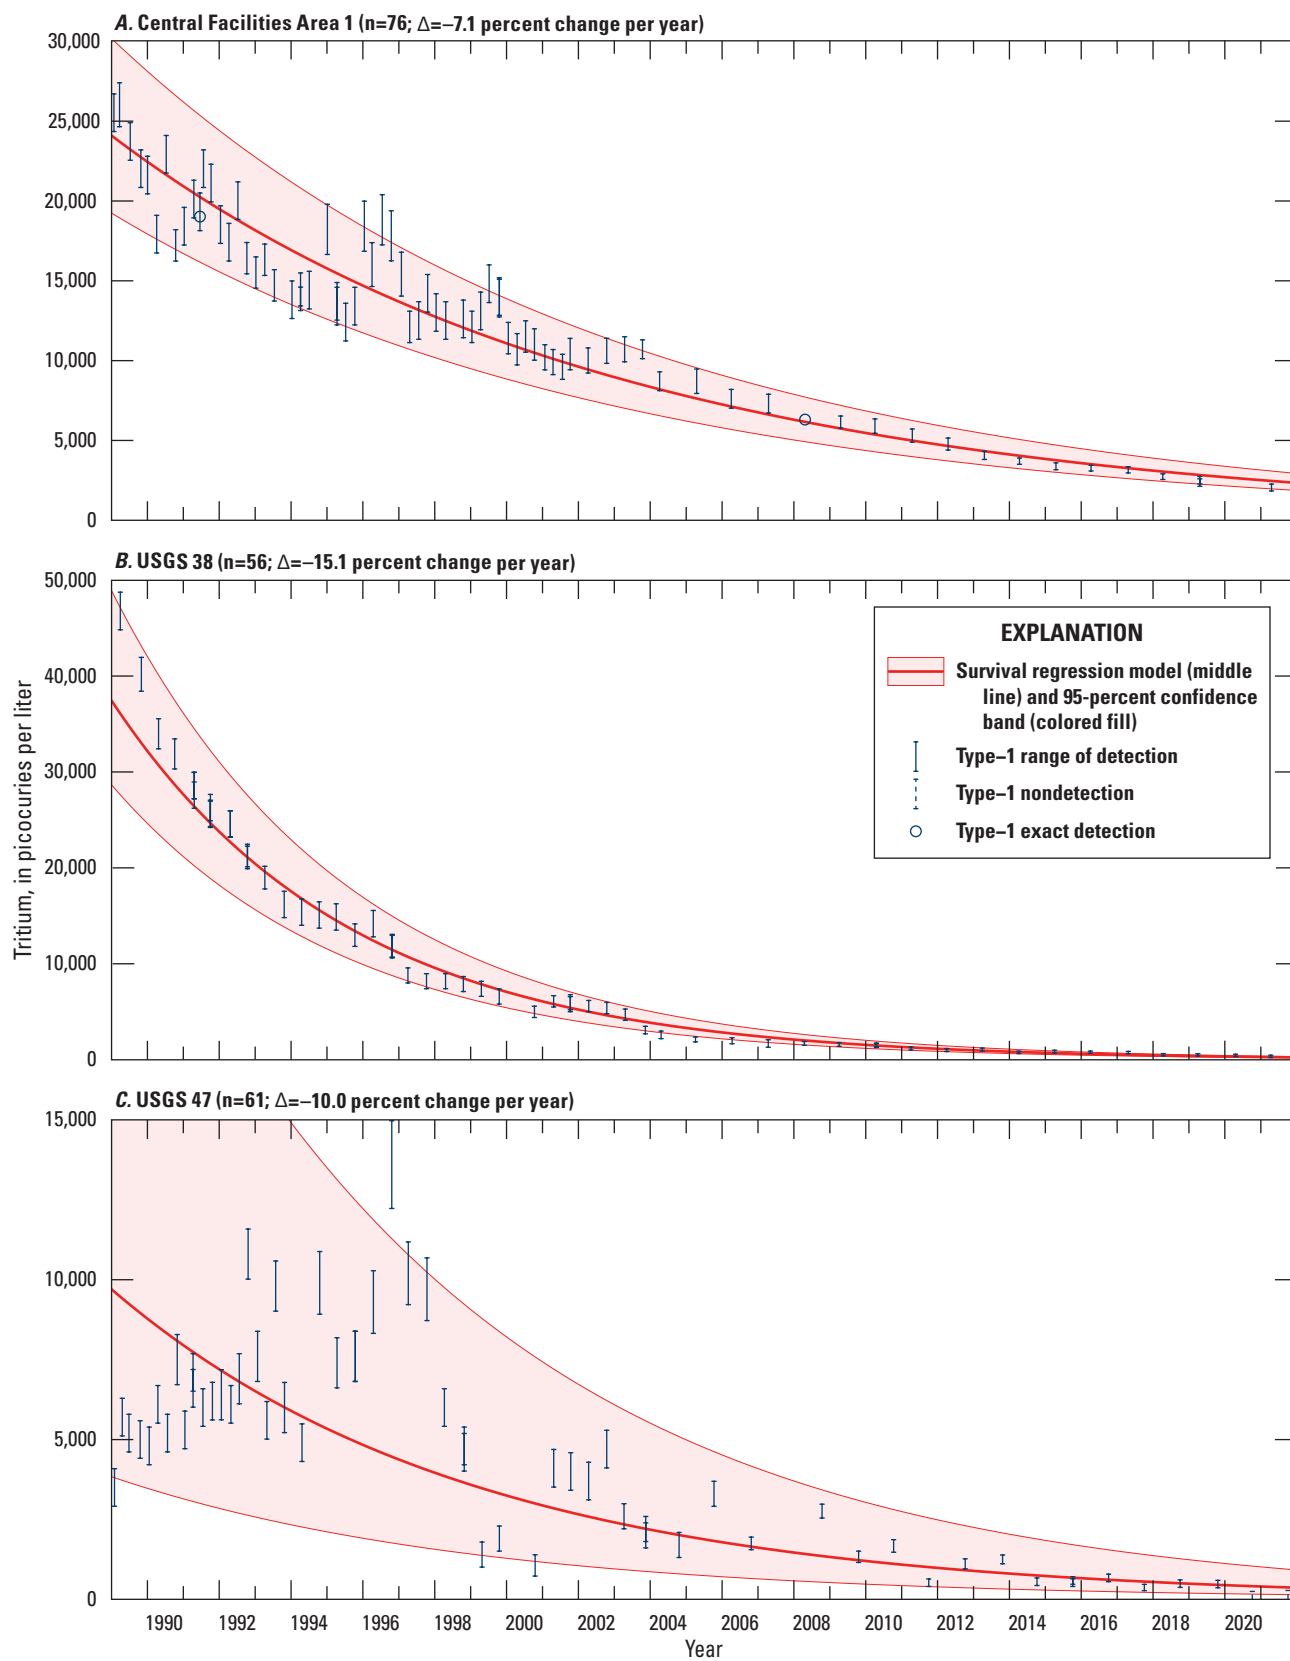 A. Central Facilities Area 1 (n=76; Δ=–7.1 percent change per year)
30,000
25,000
20,000
15,000
10,000
5,000
0
B. USGS 38 (n=56; Δ=–15.1 percent change per year)
50,000
40,000
30,000
20,000
10,000
0
Tritium, in picocuries per liter
EXPLANATION
Survival regression model (middle
line) and 95-percent confidence
band (colored fill)
Type–1 range of detection
Type–1 nondetection
Type–1 exact detection
C. USGS 47 (n=61; Δ=–10.0 percent change per year)
15,000
10,000
5,000
0
1990 1992 1994 1996 1998 2000 2002 2004 2006 2008 2010 2012 2014 2016 2018 2020
Year